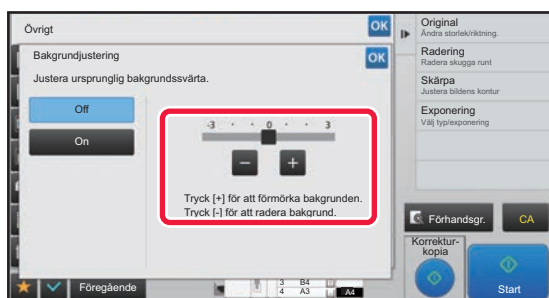 Övrigt
OK
Bakgrundjustering
OK
Justera ursprunglig bakgrundssvärta.
Off
On
-3 · · 0 · · 3
− +
Tryck [+] för att förmörka bakgrunden.
Tryck [-] för att radera bakgrund.
Föregående
3 B4
4 A3
A4
Original
Ändra storlek/riktning.
Radering
Radera skugga runt
Skärpa
Justera bildens kontur
Exponering
Välj typ/exponering
Förhandsgr.
CA
Korrektur-
kopia
Start